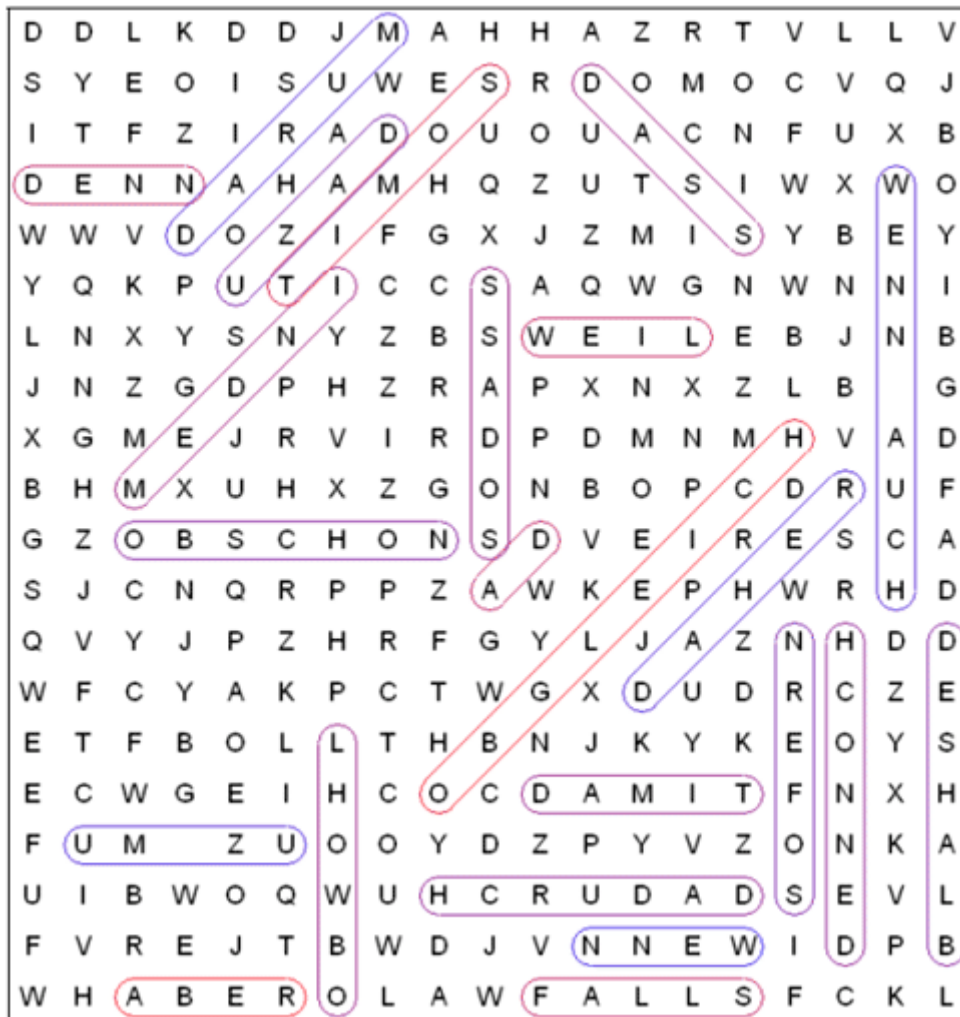 D D L K D D J M A H H A Z R T V L L V
S Y E O I S U W E S R D O M O C V Q J
I T F Z I R A D O U O U A C N F U X B
D E N N A H A M H Q Z U T S I W X W O
W W V D O Z I F G X J Z M I S Y B E Y
Y Q K P U T I C C S A Q W G N W N N I
L N X Y S N Y Z B S W E I L E B J N B
J N Z G D P H Z R A P X N X Z L B G
X G M E J R V I R D P D M N M H V A D
B H M X U H X Z G O N B O P C D R U F
G Z O B S C H O N S D V E I R E S C A
S J C N Q R P P Z A W K E P H W R H D
Q V Y J P Z H R F G Y L J A Z N H D D
W F C Y A K P C T W G X D U D R C Z E
E T F B O L L T H B N J K Y K E O Y S
E C W G E I H C O C D A M I T F N X H
F U M Z U O O Y D Z P Y V Z O N K A
U I B W O Q W U H C R U D A D S E V L
F V R E J T B W D J V N N E W I D P B
W H A B E R O L A W F A L L S F C K L